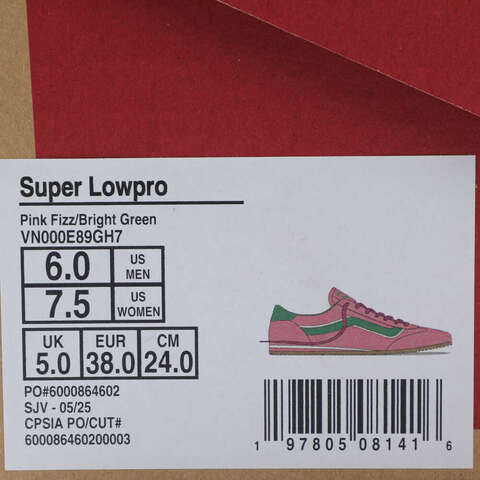 Super Lowpro
Pink Fizz/Bright Green
VN000E89GH7
6.0 US MEN
7.5 US WOMEN
UK EUR CM
5.0 38.0 24.0
PO#6000864602
SJV - 05/25
CPSIA PO/CUT#
600086460200003
1 97805 08141 6